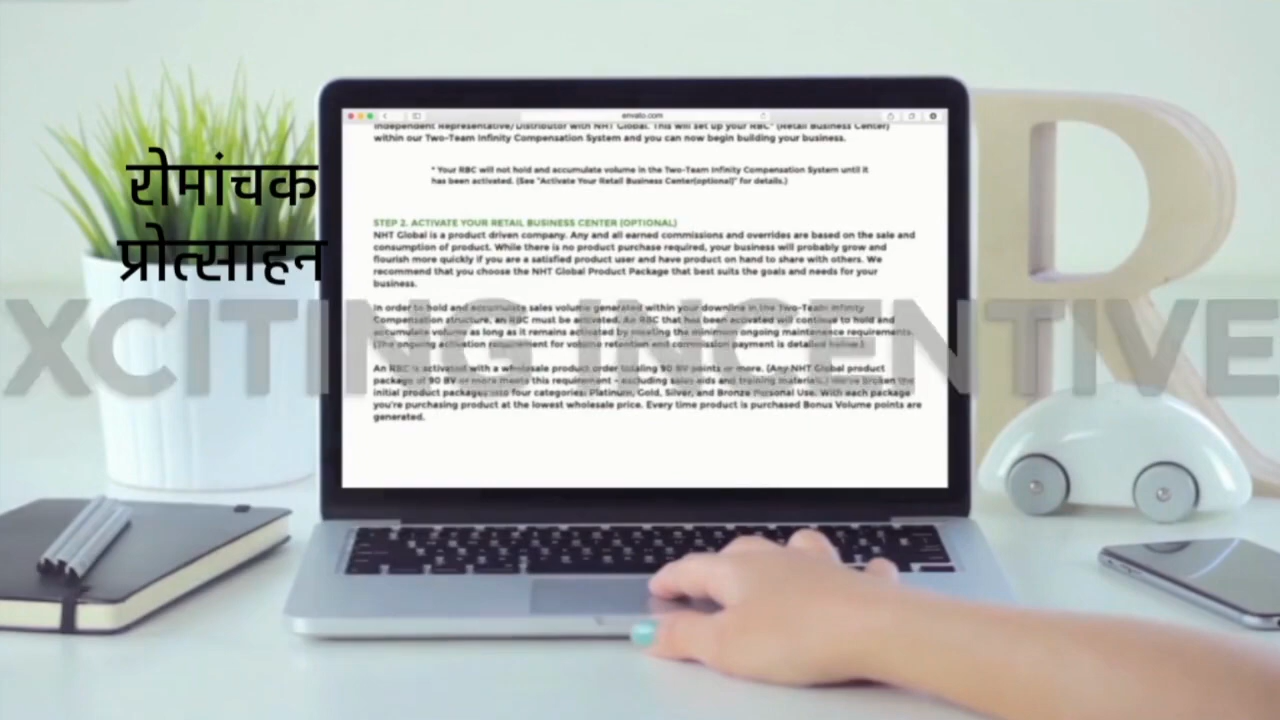 envato.com
Independent Representative/Distributor with NHT Global. This will set up your RBC* (Retail Business Center)
within our Two-Team Infinity Compensation System and you can now begin building your business.
* Your RBC will not hold and accumulate volume in the Two-Team Infinity Compensation System until it
has been activated. (See "Activate Your Retail Business Center(optional)" for details.)
रोमांचक
प्रोत्साहन
STEP 2. ACTIVATE YOUR RETAIL BUSINESS CENTER (OPTIONAL)
NHT Global is a product driven company. Any and all earned commissions and overrides are based on the sale and
consumption of product. While there is no product purchase required, your business will probably grow and
flourish more quickly if you are a satisfied product user and have product on hand to share with others. We
recommend that you choose the NHT Global Product Package that best suits the goals and needs for your
business.
XCITING INCENTIVE
In order to hold and accumulate sales volume generated within your downline in the Two-Team Infinity
Compensation structure, an RBC must be activated. An RBC that has been activated will continue to hold and
accumulate volume as long as it remains activated by meeting the minimum ongoing maintenence requirements.
(The ongoing activation requirement for volume retention and commission payment is detailed below.)
An RBC is activated with a wholesale product order totaling 90 BV points or more. (Any NHT Global product
package of 90 BV or more meets this requirement - excluding sales aids and training materials.) We've broken the
initial product packages into four categories: Platinum, Gold, Silver, and Bronze Personal Use. With each package
you're purchasing product at the lowest wholesale price. Every time product is purchased Bonus Volume points are
generated.
R